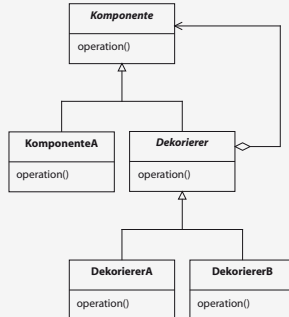 Komponente
operation()
KomponenteA
operation()
Dekorierer
operation()
DekoriererA
operation()
DekoriererB
operation()